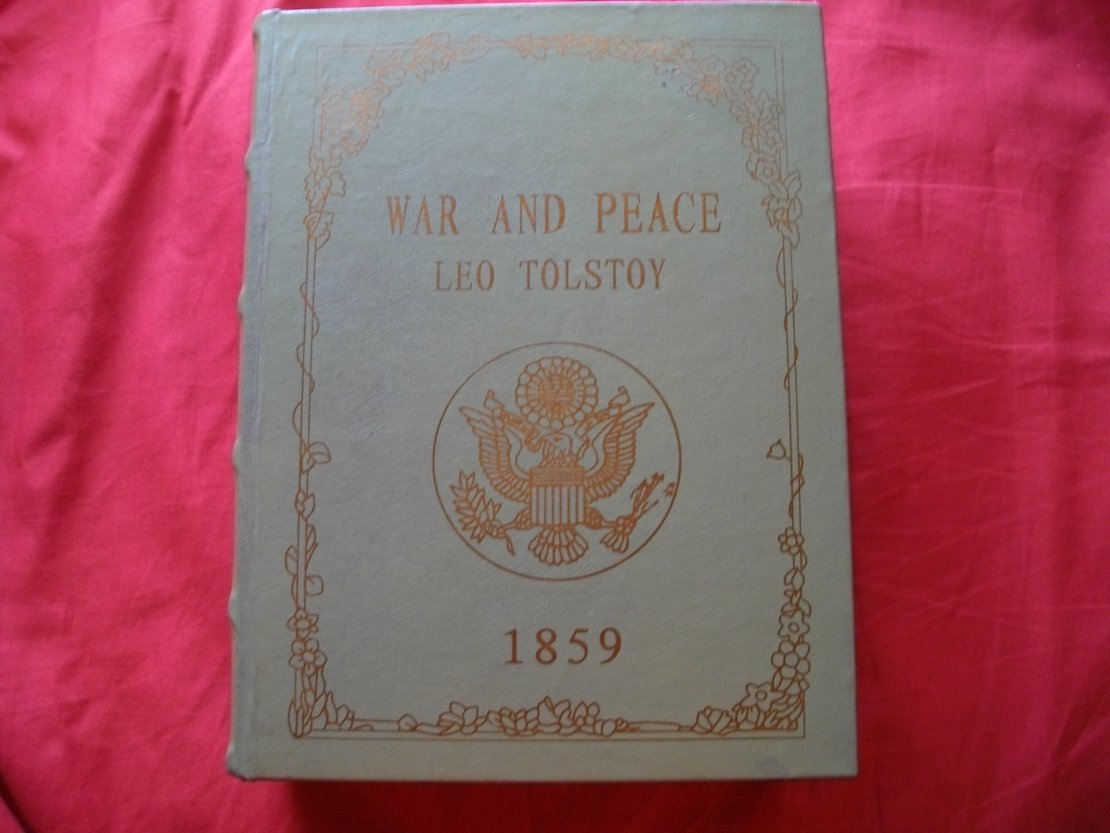 WAR AND PEACE
LEO TOLSTOY
1859